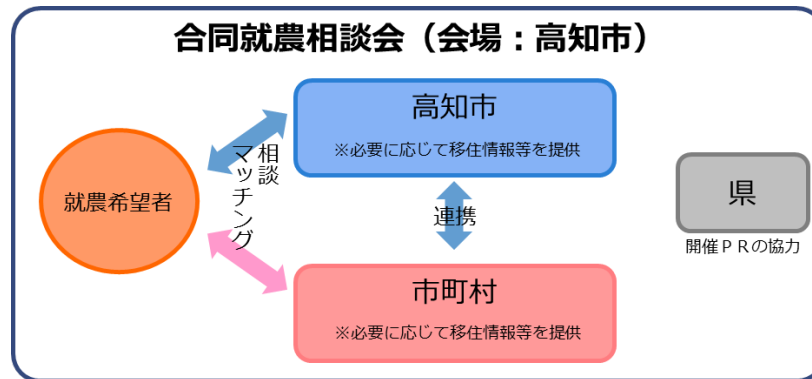 合同就農相談会（会場：高知市）
高知市
※必要に応じて移住情報等を提供
相談
マッチング
就農希望者
連携
県
開催ＰＲの協力
市町村
※必要に応じて移住情報等を提供